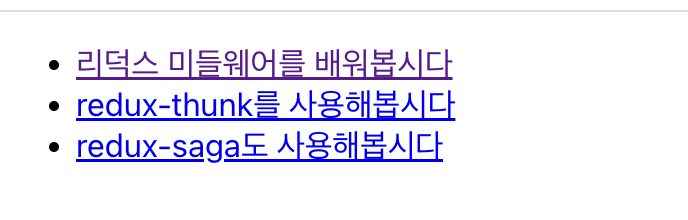 리덕스 미들웨어를 배워봅시다
redux-thunk를 사용해봅시다
redux-saga도 사용해봅시다